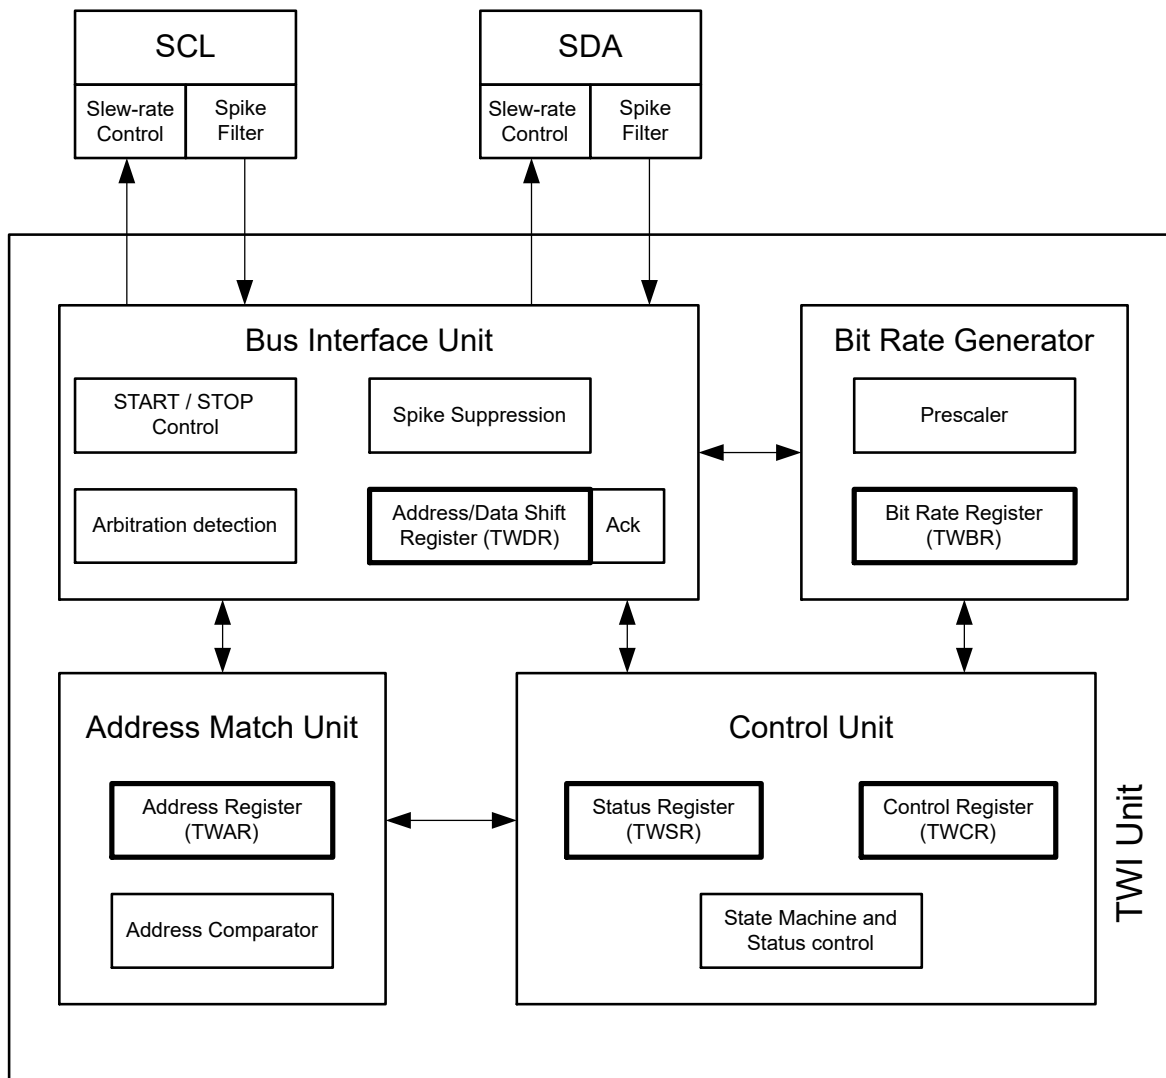 SCL
Slew-rate
Control
Spike
Filter
SDA
Slew-rate
Control
Spike
Filter
Bus Interface Unit
START / STOP
Control
Spike Suppression
Arbitration detection
Address/Data Shift
Register (TWDR)
Ack
Bit Rate Generator
Prescaler
Bit Rate Register
(TWBR)
Address Match Unit
Address Register
(TWAR)
Address Comparator
Control Unit
Status Register
(TWSR)
Control Register
(TWCR)
State Machine and
Status control
TWI Unit